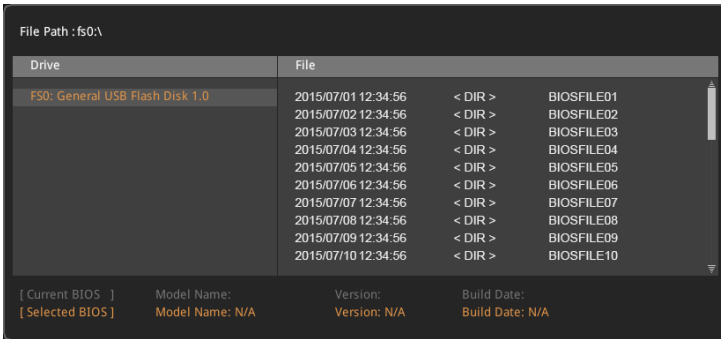 File Path : fs0:\
Drive File
FS0: General USB Flash Disk 1.0
2015/07/01 12:34:56 < DIR > BIOSFILE01
2015/07/02 12:34:56 < DIR > BIOSFILE02
2015/07/03 12:34:56 < DIR > BIOSFILE03
2015/07/04 12:34:56 < DIR > BIOSFILE04
2015/07/05 12:34:56 < DIR > BIOSFILE05
2015/07/06 12:34:56 < DIR > BIOSFILE06
2015/07/07 12:34:56 < DIR > BIOSFILE07
2015/07/08 12:34:56 < DIR > BIOSFILE08
2015/07/09 12:34:56 < DIR > BIOSFILE09
2015/07/10 12:34:56 < DIR > BIOSFILE10
[ Current BIOS ] Model Name: Version: Build Date:
[ Selected BIOS ] Model Name: N/A Version: N/A Build Date: N/A